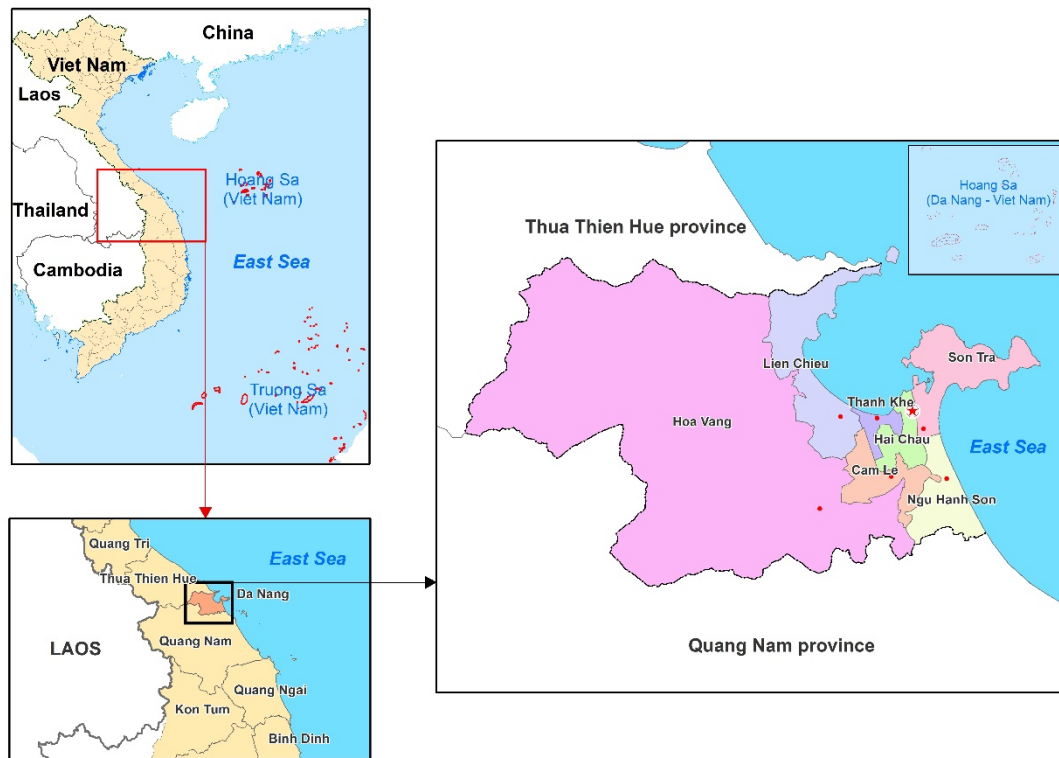 China
Viet Nam
Laos
Hoang Sa
(Viet Nam)
Thailand
East Sea
Cambodia
Truong Sa
(Viet Nam)
Quang Tri
East Sea
Thua Thien Hue
Da Nang
Quang Nam
LAOS
Quang Ngai
Kon Tum
Binh Dinh
Hoang Sa
(Da Nang - Viet Nam)
Thua Thien Hue province
Son Tra
Lien Chieu
Thanh Khe
Hoa Vang
Hai Chau
East Sea
Cam Le
Ngu Hanh Son
Quang Nam province